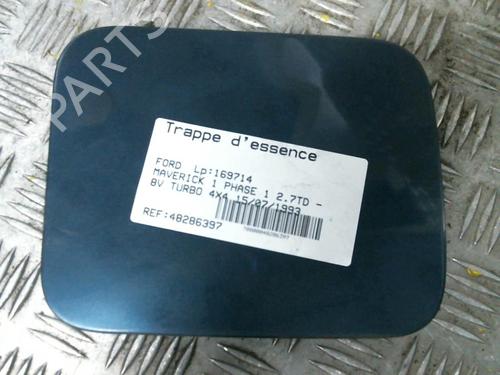 PARTS
Trappe d'essence
FORD Lp:169714
MAVERICK 1 PHASE 1 2.7TD -
8V TURBO 4X4 15/07/1993
REF:48286397